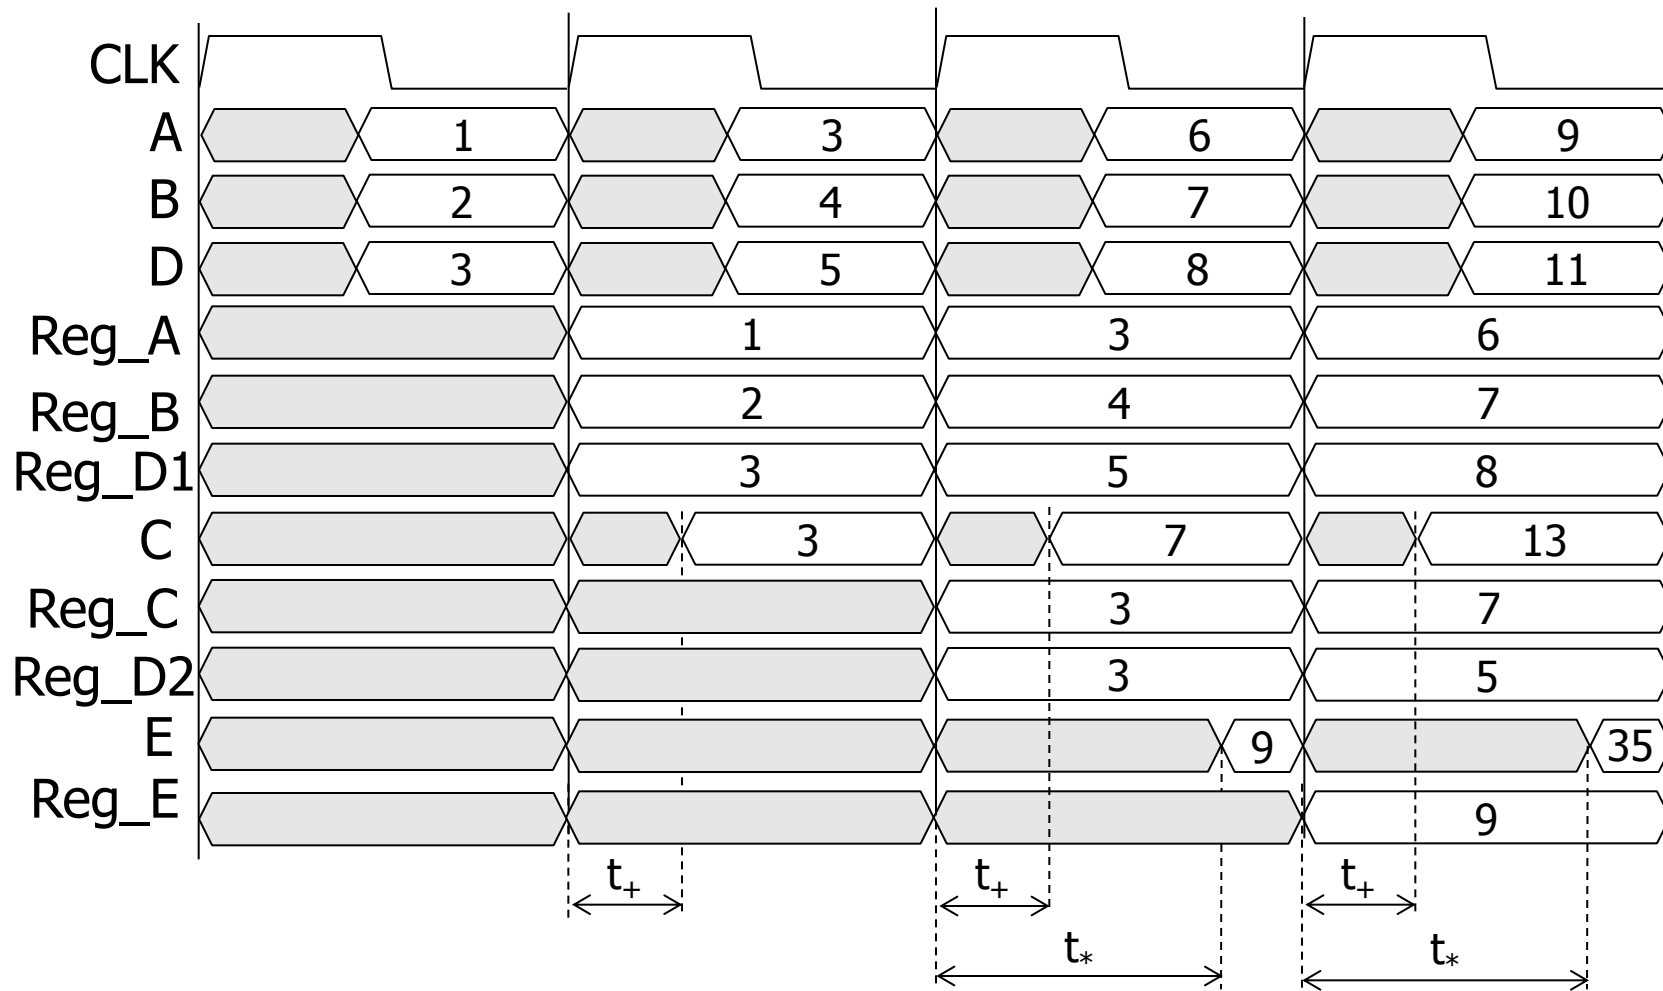 CLK
A 1 3 6 9
B 2 4 7 10
D 3 5 8 11
Reg_A 1 3 6
Reg_B 2 4 7
Reg_D1 3 5 8
C 3 7 13
Reg_C 3 7
Reg_D2 3 5
E 9 35
Reg_E 9
t+ t+ t+
t* t*